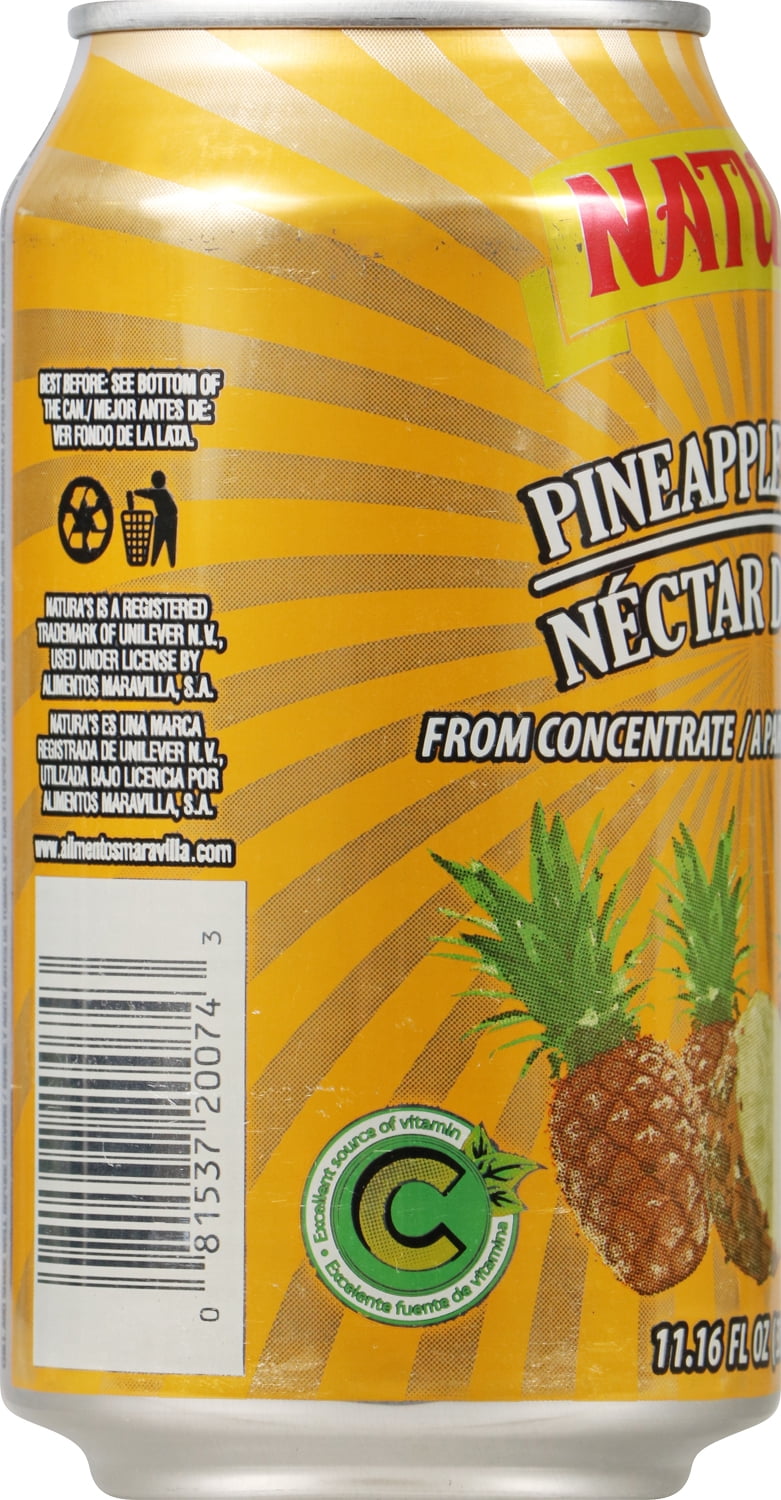 BEST BEFORE: SEE BOTTOM OF
THE CAN./ MEJOR ANTES DE:
VER FONDO DE LA LATA.
NATURA'S IS A REGISTERED
TRADEMARK OF UNILEVER N.V.,
USED UNDER LICENSE BY
ALIMENTOS MARAVILLA, S.A.
NATURA'S ES UNA MARCA
REGISTRADA DE UNILEVER N.V.,
UTILIZADA BAJO LICENCIA POR
ALIMENTOS MARAVILLA, S.A.
www.alimentosmaravilla.com
0 81537 20074 3
NATU
PINEAPPLE
NÉCTAR D
FROM CONCENTRATE / A PA
Excellent source of vitamin
C
• Excelente fuente de vitamina
11.16 FL OZ